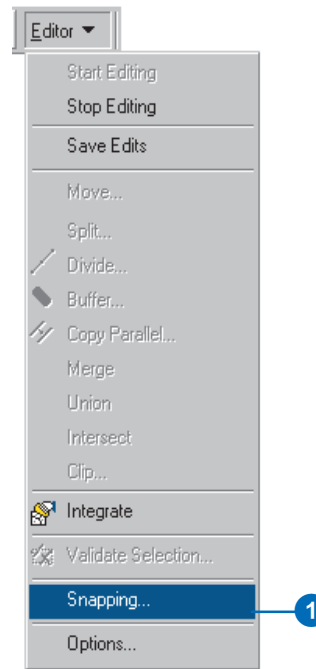 Editor
Start Editing
Stop Editing
Save Edits
Move...
Split...
Divide...
Buffer...
Copy Parallel...
Merge
Union
Intersect
Clip...
Integrate
Validate Selection...
Snapping...
1
Options...